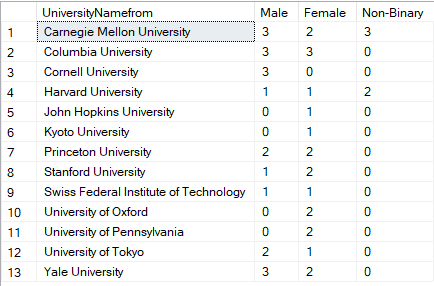 UniversityNamefrom Male Female Non-Binary
1 Carnegie Mellon University 3 2 3
2 Columbia University 3 3 0
3 Cornell University 3 0 0
4 Harvard University 1 1 2
5 John Hopkins University 0 1 0
6 Kyoto University 0 1 0
7 Princeton University 2 2 0
8 Stanford University 1 2 0
9 Swiss Federal Institute of Technology 1 1 0
10 University of Oxford 0 2 0
11 University of Pennsylvania 0 2 0
12 University of Tokyo 2 1 0
13 Yale University 3 2 0